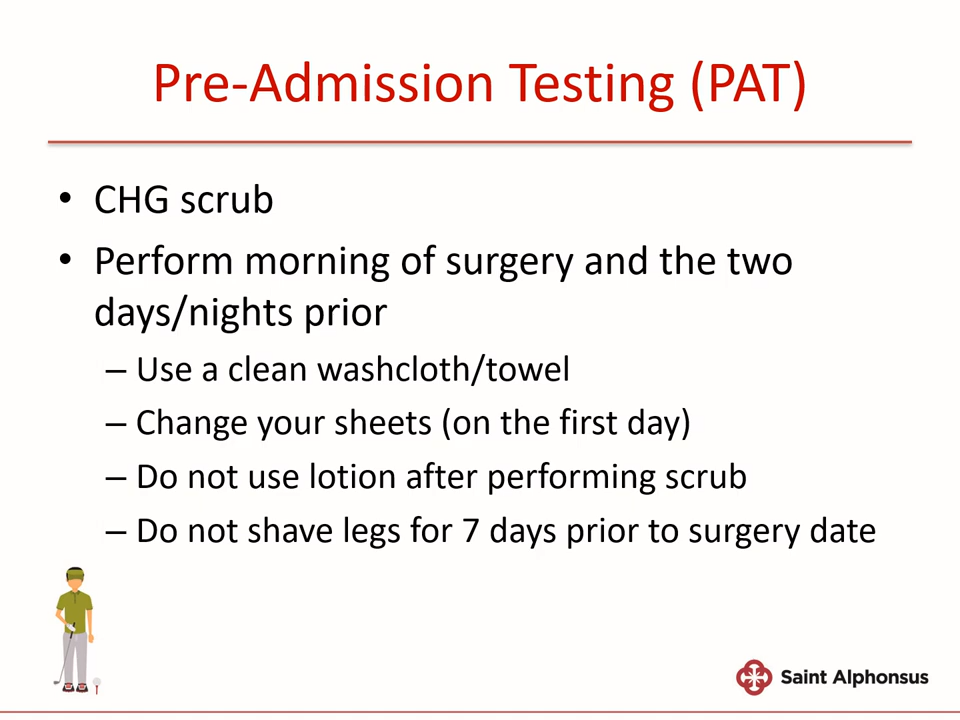 Pre-Admission Testing (PAT)
• CHG scrub
• Perform morning of surgery and the two
days/nights prior
– Use a clean washcloth/towel
– Change your sheets (on the first day)
– Do not use lotion after performing scrub
– Do not shave legs for 7 days prior to surgery date
Saint Alphonsus